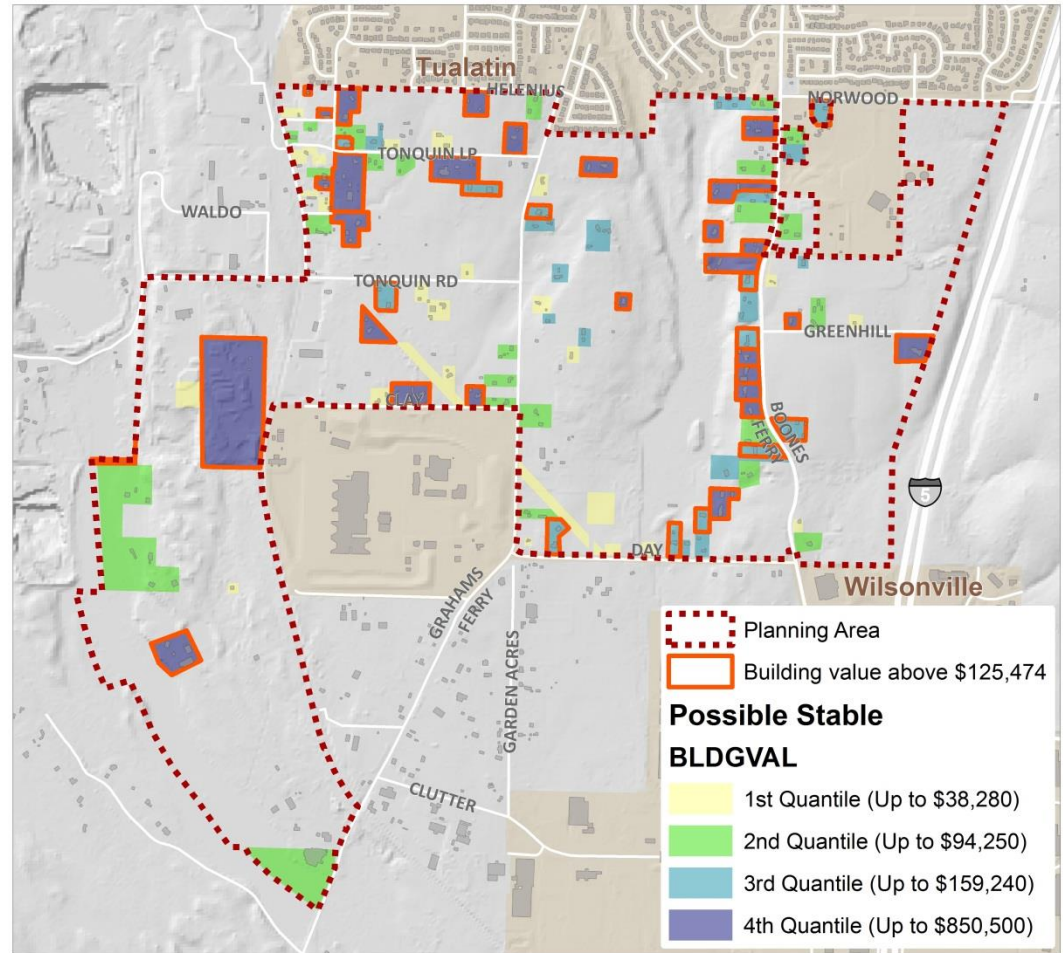 Tualatin
HELENIUS
NORWOOD
TONQUIN LP
WALDO
TONQUIN RD
GREENHILL
CLAY
BOONES
FERRY
5
DAY
Wilsonville
GRAHAMS
FERRY
GARDEN ACRES
CLUTTER
Planning Area
Building value above $125,474
Possible Stable
BLDGVAL
1st Quantile (Up to $38,280)
2nd Quantile (Up to $94,250)
3rd Quantile (Up to $159,240)
4th Quantile (Up to $850,500)